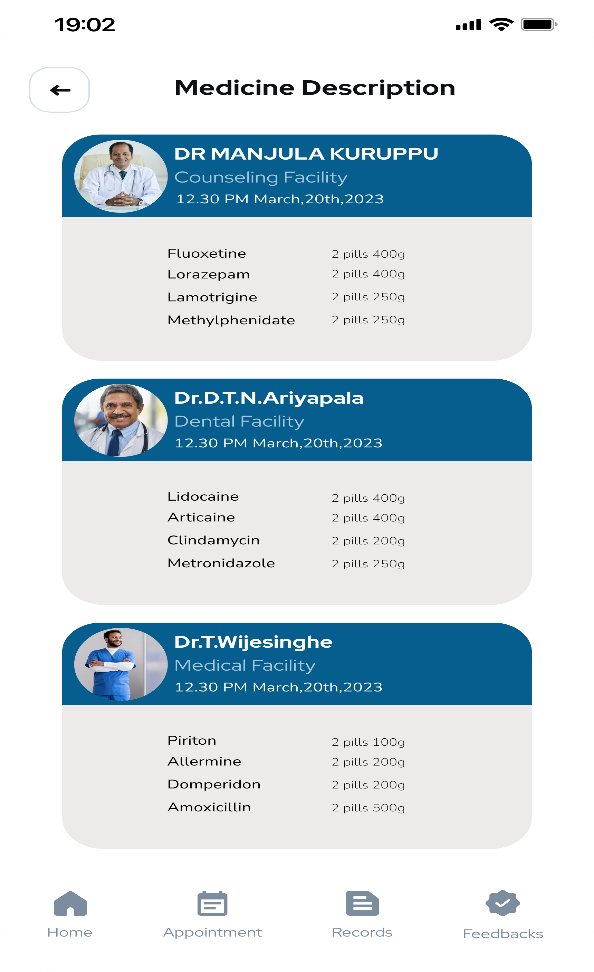 19:02
Medicine Description
DR MANJULA KURUPPU
Counseling Facility
12.30 PM March,20th,2023
Fluoxetine 2 pills 400g
Lorazepam 2 pills 400g
Lamotrigine 2 pills 250g
Methylphenidate 2 pills 250g
Dr.D.T.N.Ariyapala
Dental Facility
12.30 PM March,20th,2023
Lidocaine 2 pills 400g
Articaine 2 pills 400g
Clindamycin 2 pills 200g
Metronidazole 2 pills 250g
Dr.T.Wijesinghe
Medical Facility
12.30 PM March,20th,2023
Piriton 2 pills 100g
Allermine 2 pills 200g
Domperidon 2 pills 200g
Amoxicillin 2 pills 500g
Home Appointment Records Feedbacks